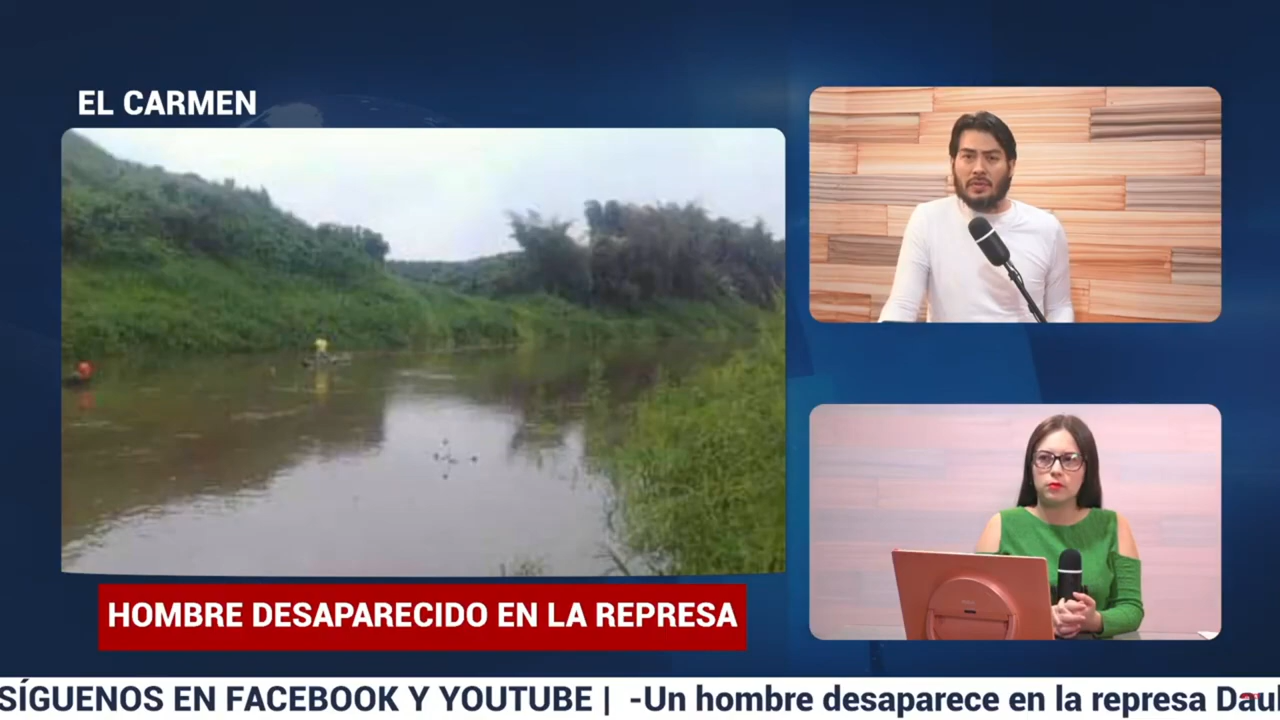 EL CARMEN
HOMBRE DESAPARECIDO EN LA REPRESA
SÍGUENOS EN FACEBOOK Y YOUTUBE | -Un hombre desaparece en la represa